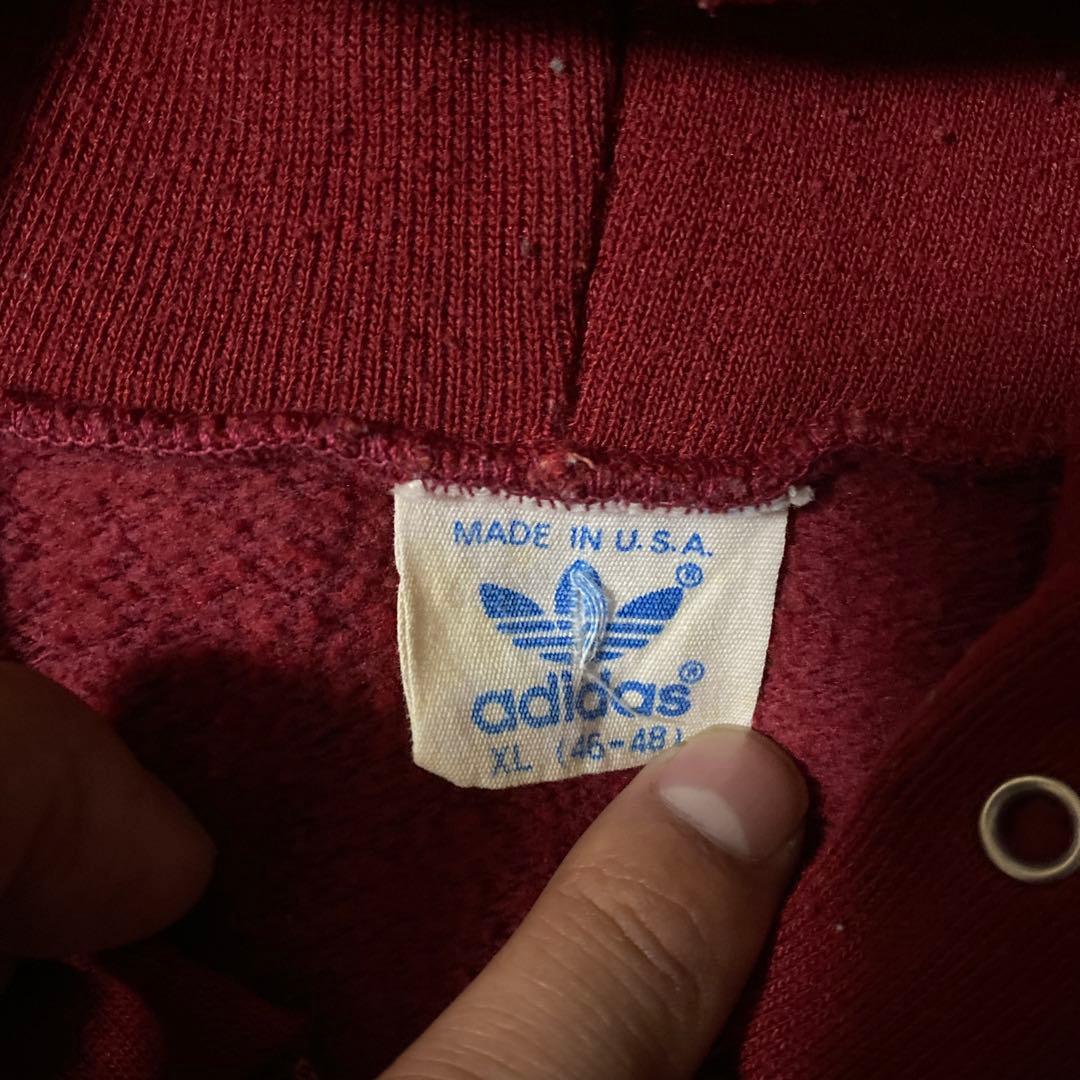 MADE IN U.S.A.
®
adidas®
XL (46-48)